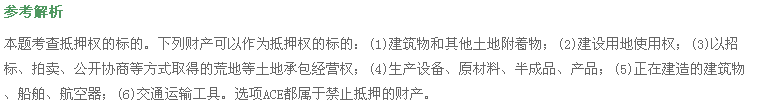 参考解析
本题考查抵押权的标的。下列财产可以作为抵押权的标的：(1)建筑物和其他土地附着物；(2)建设用地使用权；(3)以招
标、拍卖、公开协商等方式取得的荒地等土地承包经营权；(4)生产设备、原材料、半成品、产品；(5)正在建造的建筑物
、船舶、航空器；(6)交通运输工具。选项ACE都属于禁止抵押的财产。